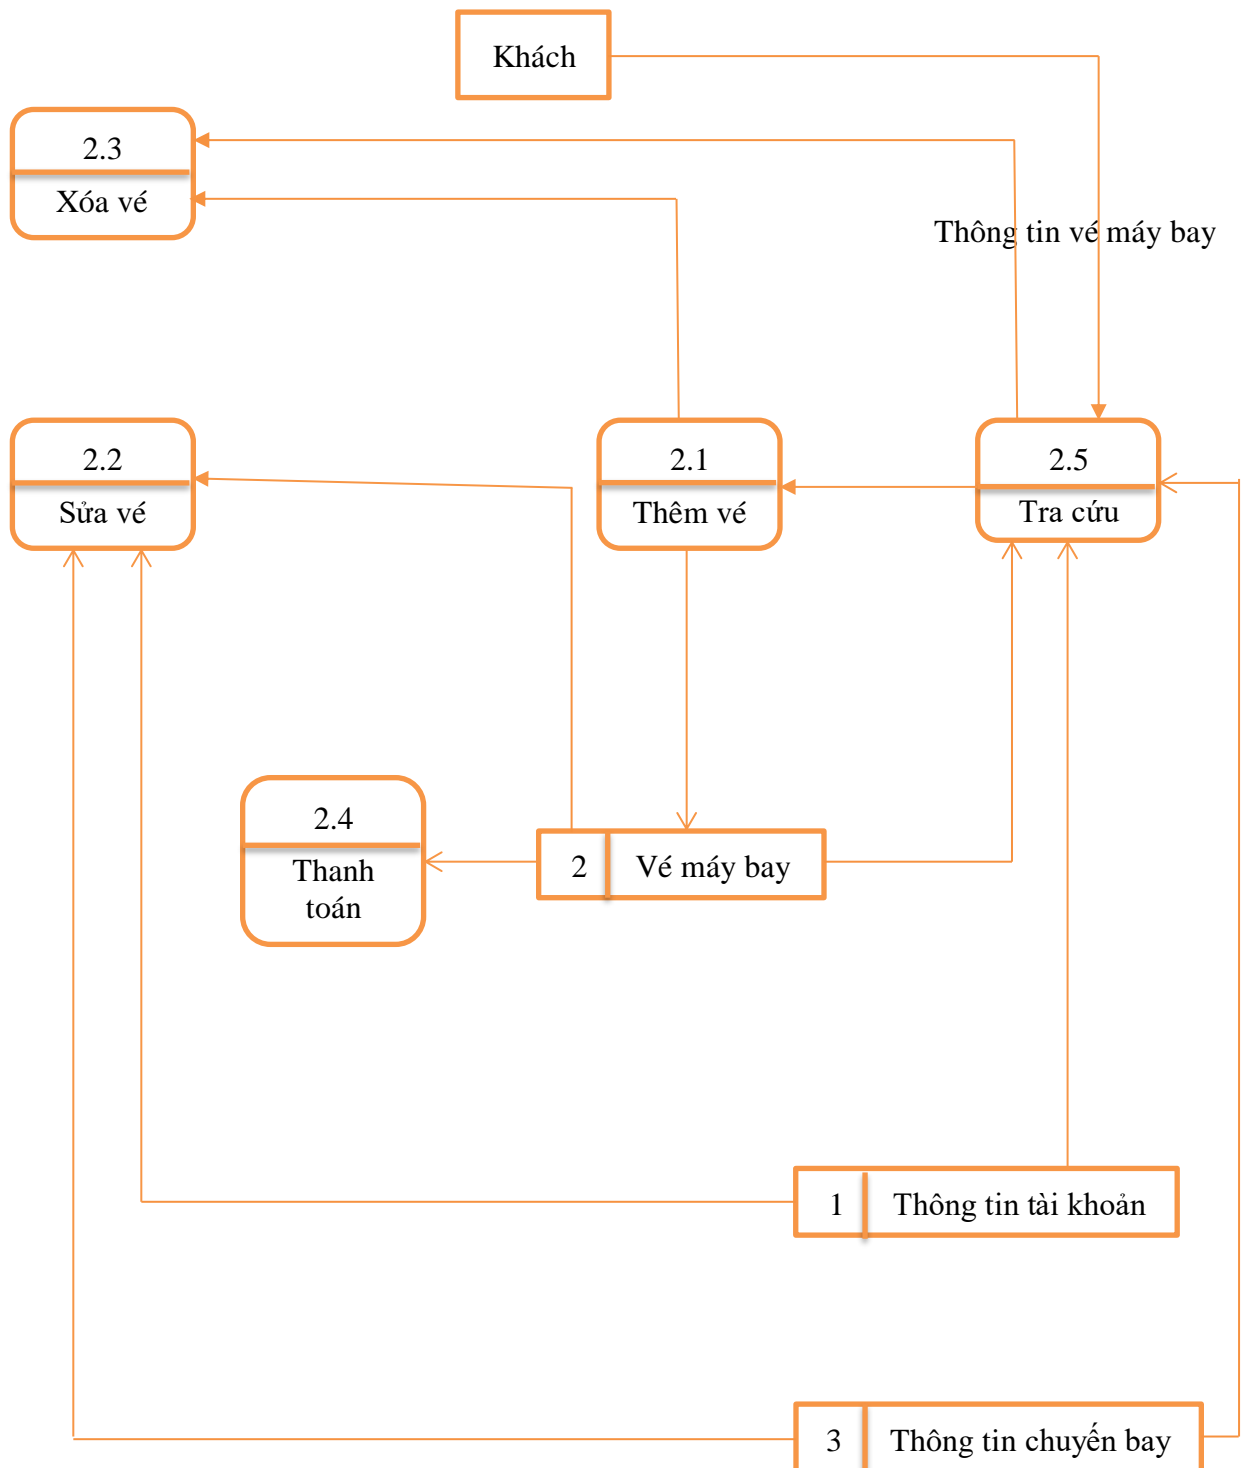 Khách
2.3
Xóa vé
Thông tin vé máy bay
2.2
Sửa vé
2.1
Thêm vé
2.5
Tra cứu
2.4
Thanh
toán
2 Vé máy bay
1 Thông tin tài khoản
3 Thông tin chuyến bay